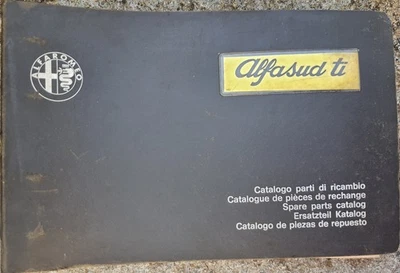 ALFA ROMEO
Alfasud ti
Catalogo parti di ricambio
Catalogue de pièces de rechange
Spare parts catalog
Ersatzteil Katalog
Catalogo de piezas de repuesto